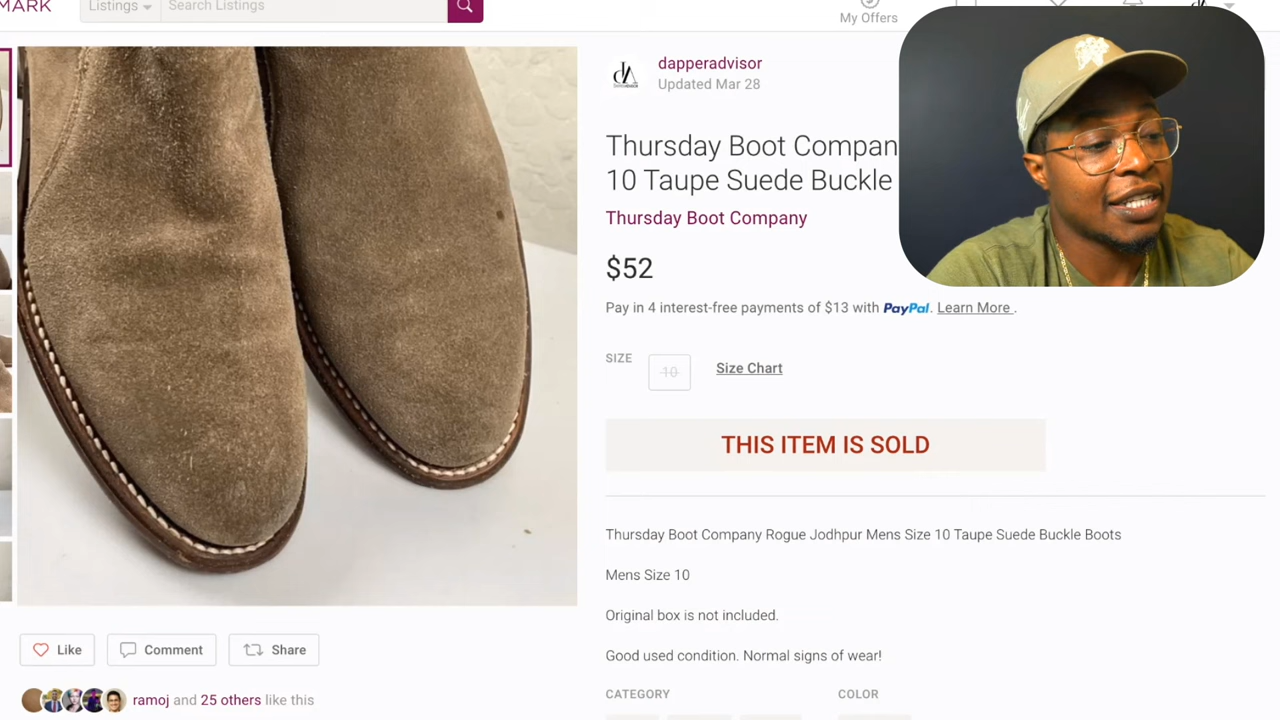 MARK
Listings
Search Listings
My Offers
dA
dapperadvisor
Updated Mar 28
Thursday Boot Compan
10 Taupe Suede Buckle
Thursday Boot Company
$52
Pay in 4 interest-free payments of $13 with PayPal. Learn More .
SIZE
10
Size Chart
THIS ITEM IS SOLD
Thursday Boot Company Rogue Jodhpur Mens Size 10 Taupe Suede Buckle Boots
Mens Size 10
Original box is not included.
Good used condition. Normal signs of wear!
CATEGORY
COLOR
Like
Comment
Share
ramoj and 25 others like this